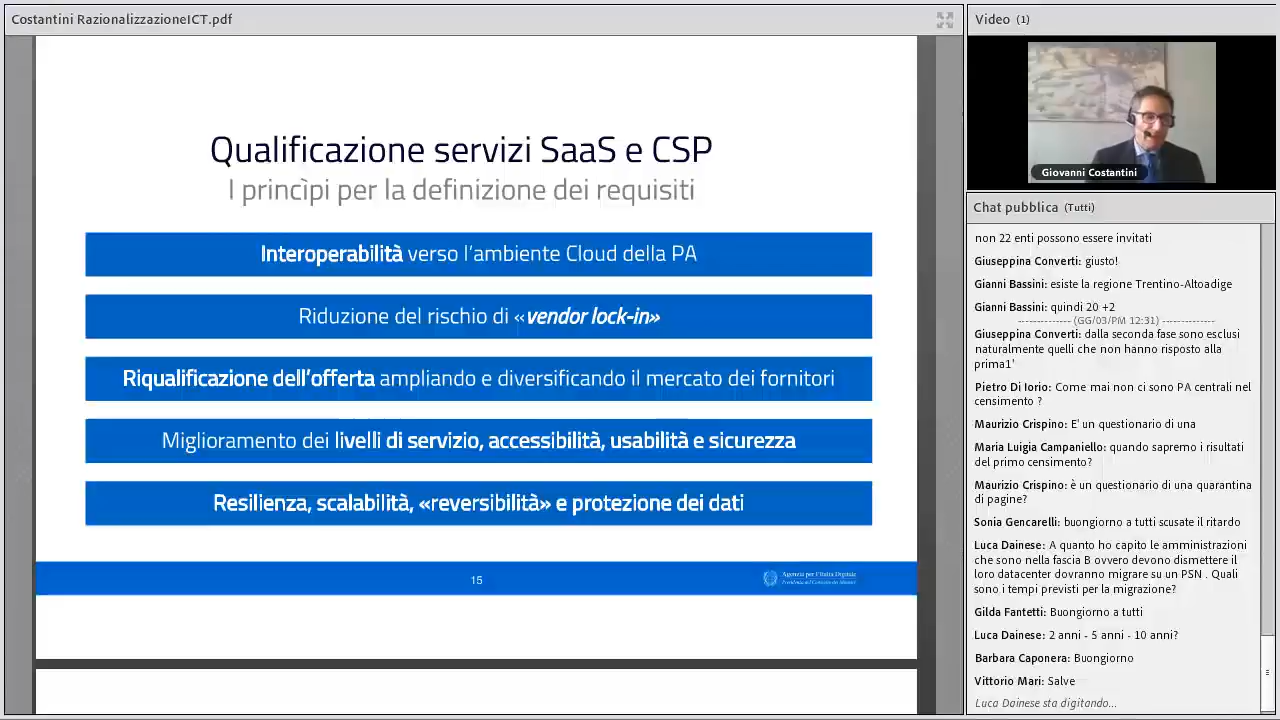 Costantini RazionalizzazioneICT.pdf
Qualificazione servizi SaaS e CSP
I princìpi per la definizione dei requisiti
Interoperabilità verso l'ambiente Cloud della PA
Riduzione del rischio di «vendor lock-in»
Riqualificazione dell'offerta ampliando e diversificando il mercato dei fornitori
Miglioramento dei livelli di servizio, accessibilità, usabilità e sicurezza
Resilienza, scalabilità, «reversibilità» e protezione dei dati
15
Agenzia per l'Italia Digitale
Presidenza del Consiglio dei Ministri
Video (1)
Giovanni Costantini
Chat pubblica (Tutti)
non 22 enti possono essere invitati
Giuseppina Converti: giusto!
Gianni Bassini: esiste la regione Trentino-Altoadige
Gianni Bassini: quindi 20 +2
-------------- (GG/03/PM 12:31) --------------
Giuseppina Converti: dalla seconda fase sono esclusi
naturalmente quelli che non hanno risposto alla
prima1'
Pietro Di Iorio: Come mai non ci sono PA centrali nel
censimento ?
Maurizio Crispino: E' un questionario di una
Maria Luigia Campaniello: quando sapremo i risultati
del primo censimento?
Maurizio Crispino: è un questionario di una quarantina
di pagine?
Sonia Gencarelli: buongiorno a tutti scusate il ritardo
Luca Dainese: A quanto ho capito le amministrazioni
che sono nella fascia B ovvero devono dismettere il
loro datacenter dovranno migrare su un PSN . Quali
sono i tempi previsti per la migrazione?
Gilda Fantetti: Buongiorno a tutti
Luca Dainese: 2 anni - 5 anni - 10 anni?
Barbara Caponera: Buongiorno
Vittorio Mari: Salve
Luca Dainese sta digitando...